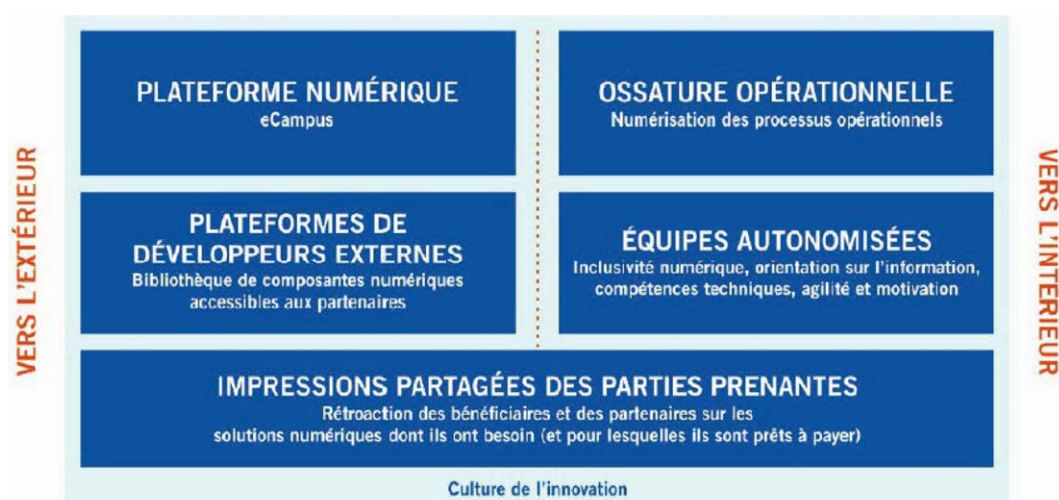 VERS L'EXTÉRIEUR
PLATEFORME NUMÉRIQUE
eCampus
OSSATURE OPÉRATIONNELLE
Numérisation des processus opérationnels
PLATEFORMES DE
DÉVELOPPEURS EXTERNES
Bibliothèque de composantes numériques
accessibles aux partenaires
ÉQUIPES AUTONOMISÉES
Inclusivité numérique, orientation sur l'information,
compétences techniques, agilité et motivation
IMPRESSIONS PARTAGÉES DES PARTIES PRENANTES
Rétroaction des bénéficiaires et des partenaires sur les
solutions numériques dont ils ont besoin (et pour lesquelles ils sont prêts à payer)
Culture de l'innovation
VERS L'INTÉRIEUR